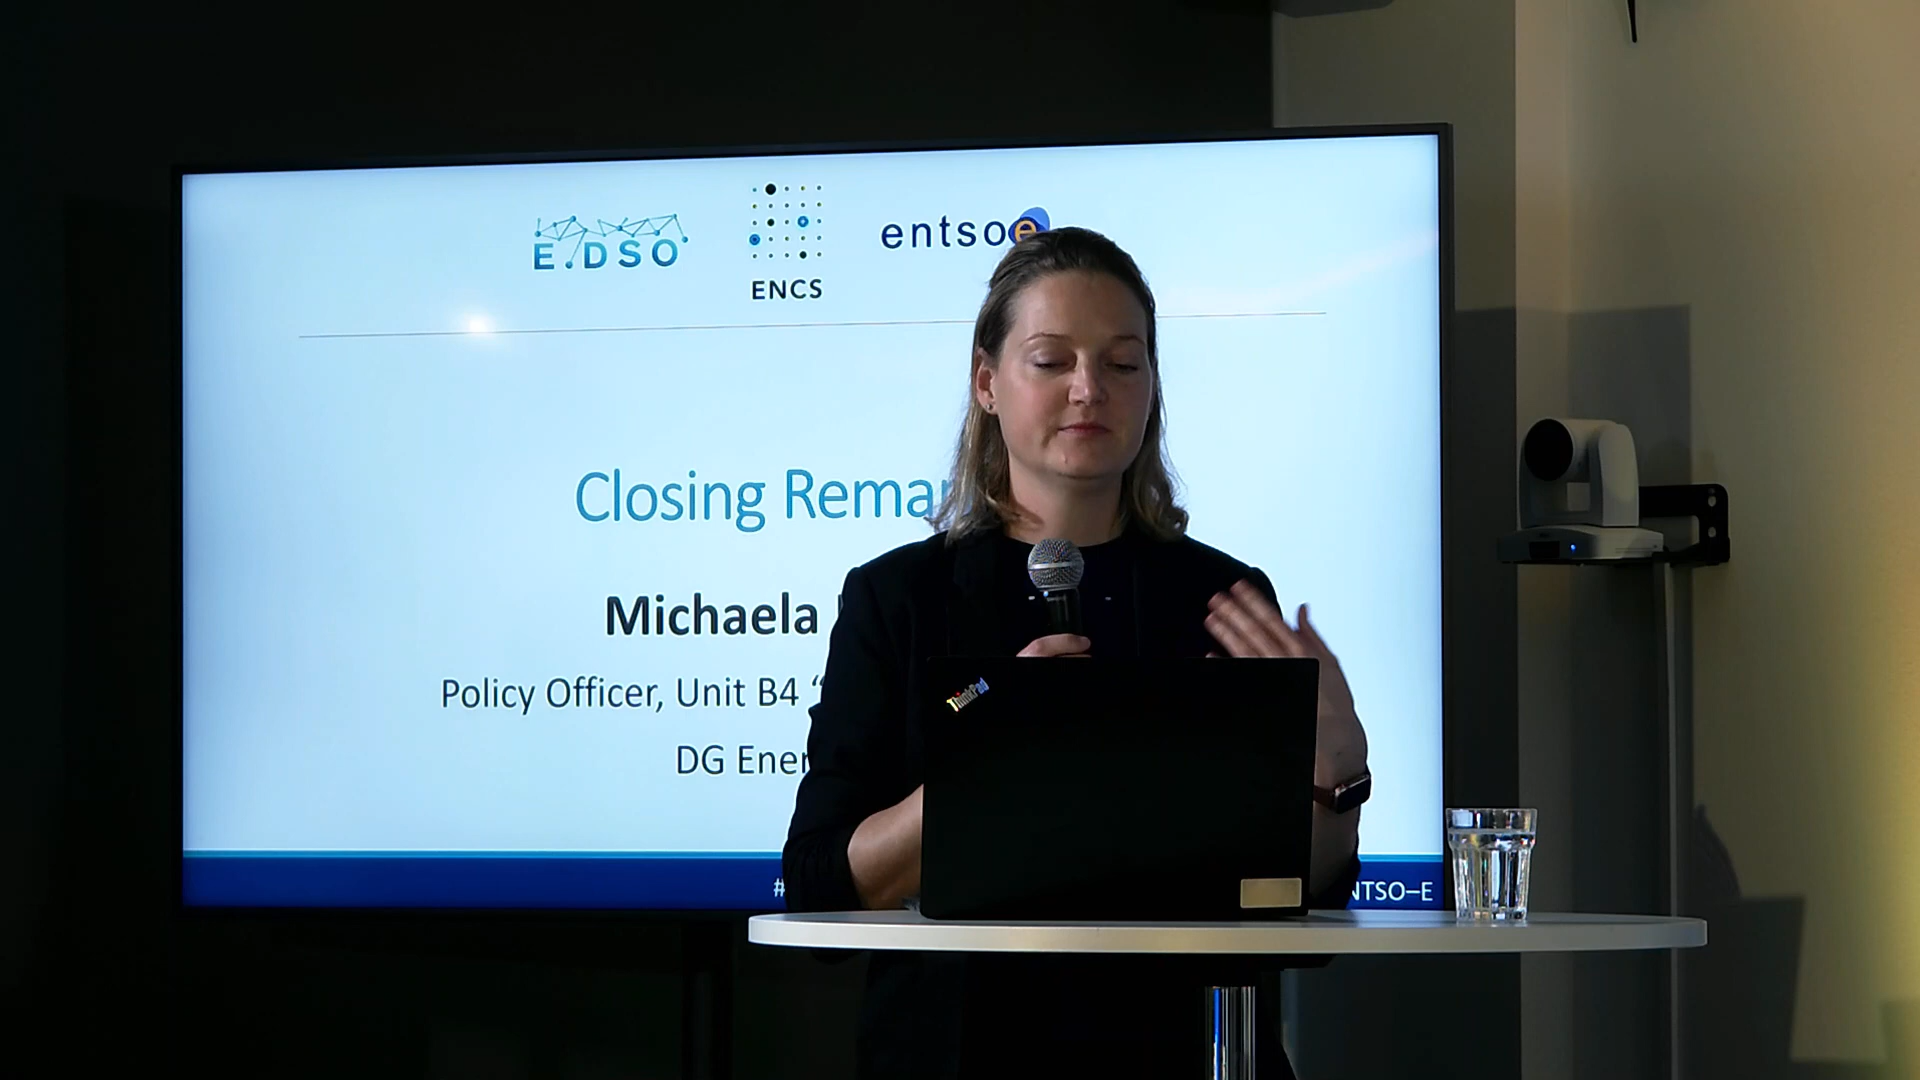 E.DSO
ENCS
entsoe
Closing Remar
Michaela
Policy Officer, Unit B4 “
DG Ener
#
NTSO–E
ThinkPad